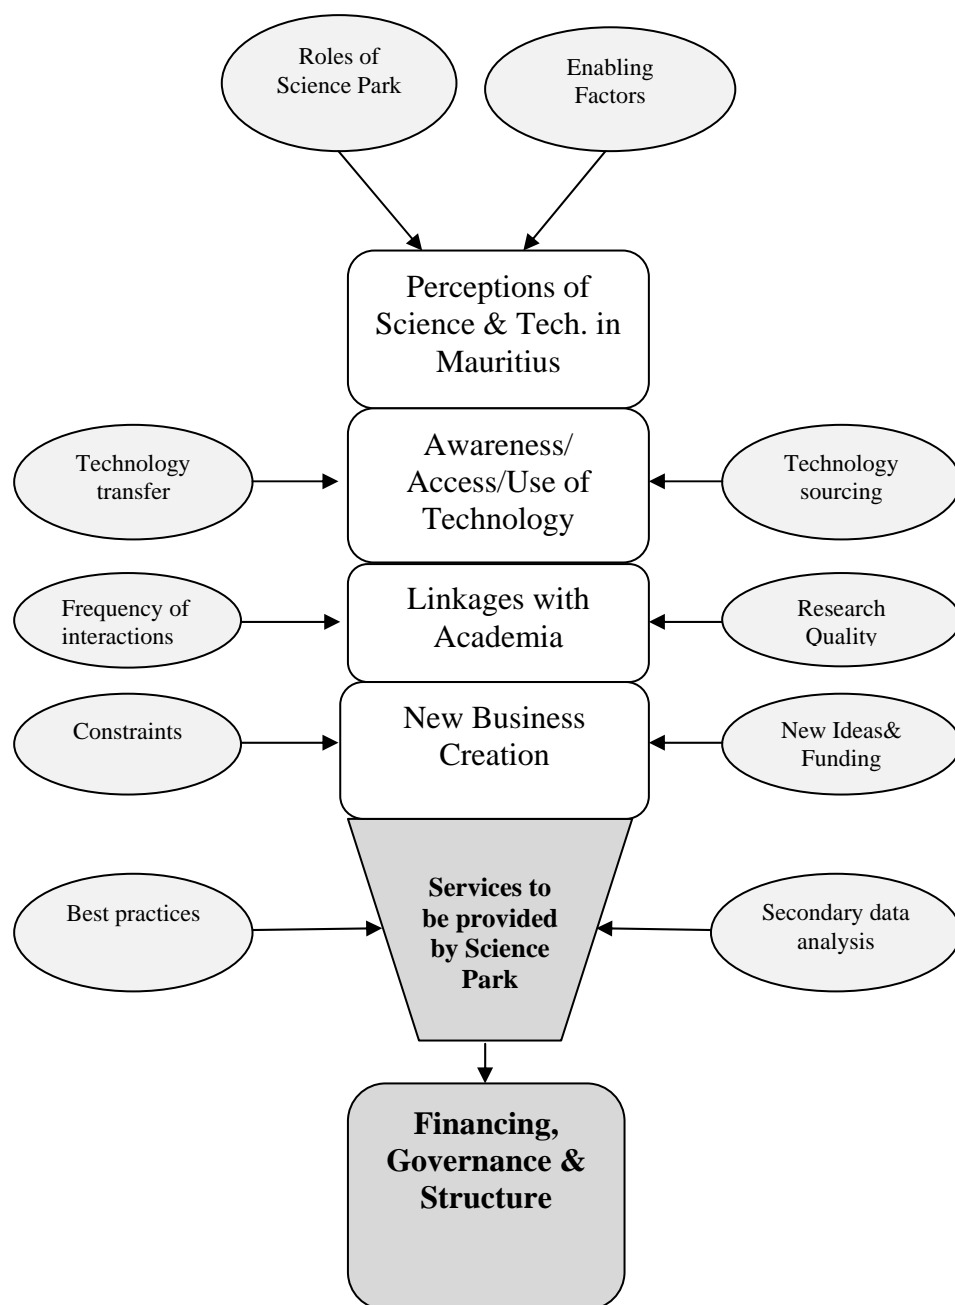 Roles of
Science Park
Enabling
Factors
Perceptions of
Science & Tech. in
Mauritius
Technology
transfer
Awareness/
Access/Use of
Technology
Technology
sourcing
Frequency of
interactions
Linkages with
Academia
Research
Quality
Constraints
New Business
Creation
New Ideas&
Funding
Best practices
Services to
be provided
by Science
Park
Secondary data
analysis
Financing,
Governance &
Structure